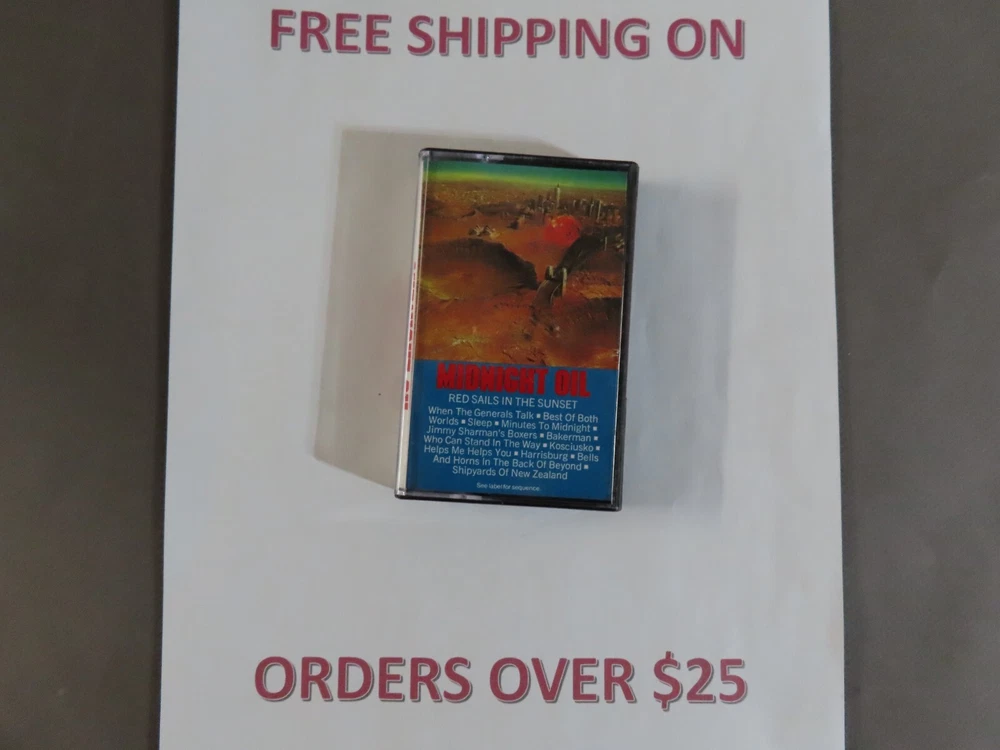 FREE SHIPPING ON
MIDNIGHT OIL
MIDNIGHT OIL
RED SAILS IN THE SUNSET
When The Generals Talk ▪ Best Of Both
Worlds ▪ Sleep ▪ Minutes To Midnight ▪
Jimmy Sharman's Boxers ▪ Bakerman ▪
Who Can Stand In The Way ▪ Kosciusko ▪
Helps Me Helps You ▪ Harrisburg ▪ Bells
And Horns In The Back Of Beyond ▪
Shipyards Of New Zealand
See label for sequence.
ORDERS OVER $25